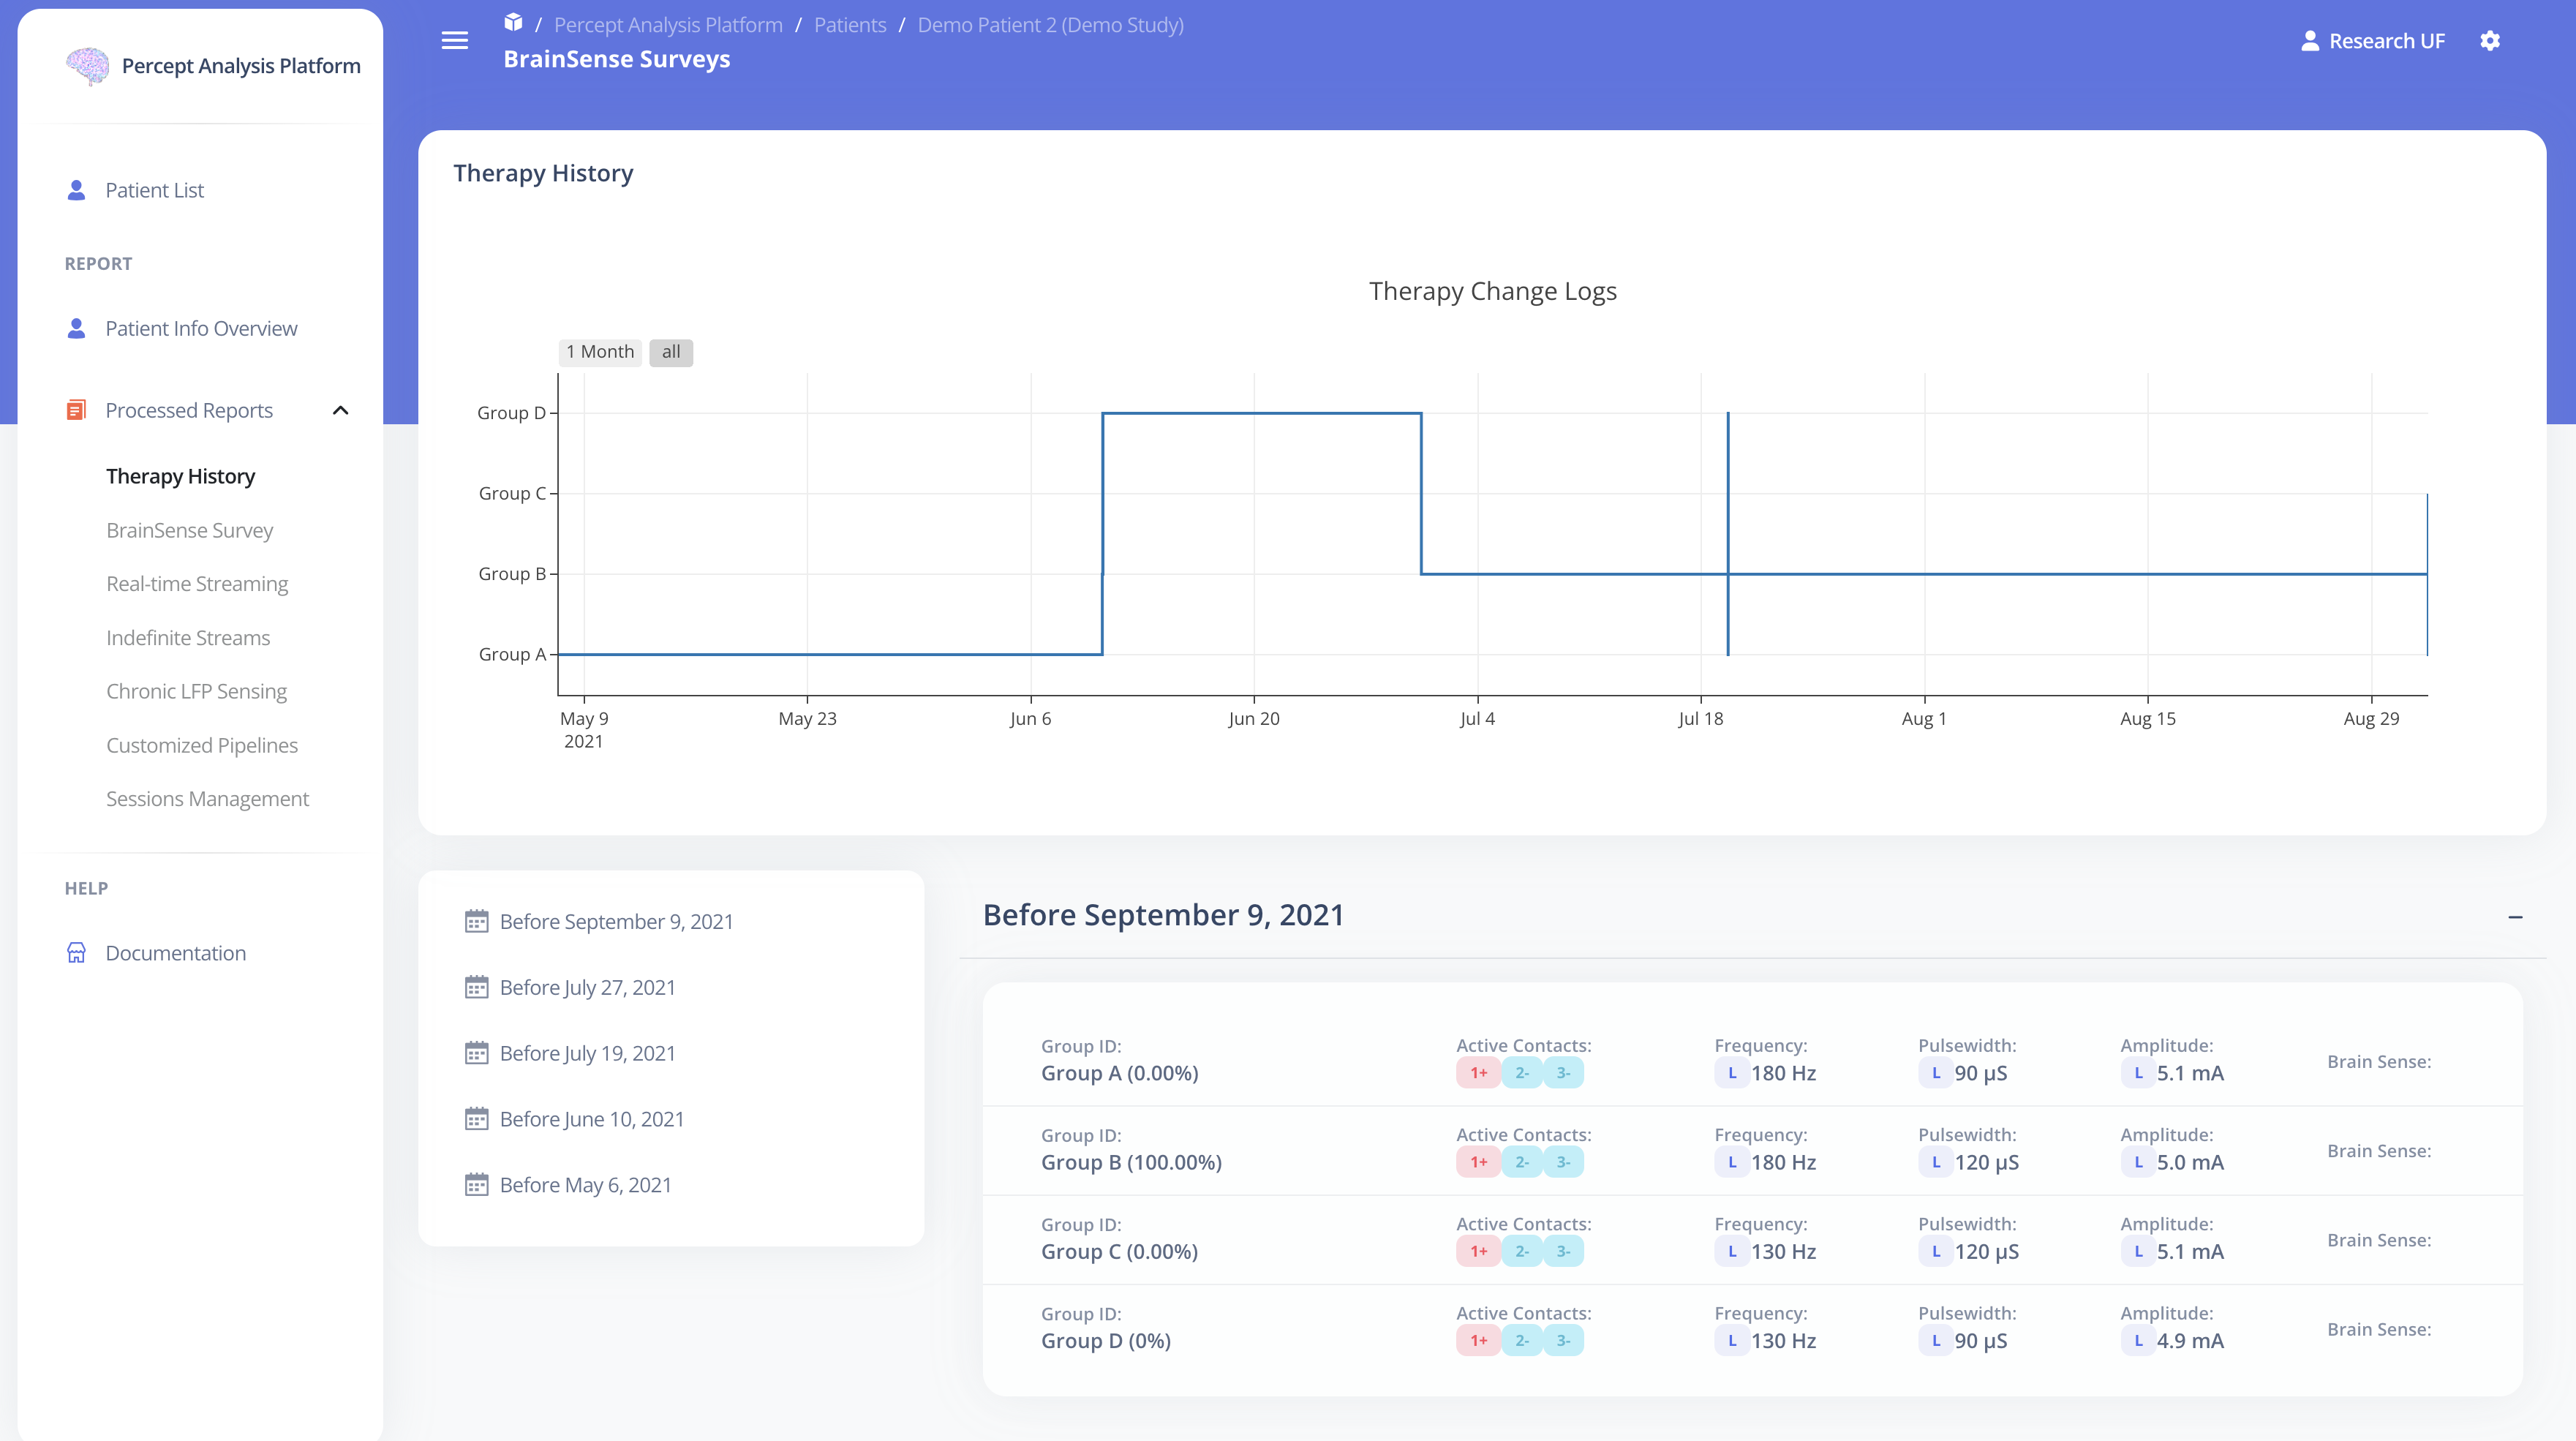 Percept Analysis Platform
Patient List
REPORT
Patient Info Overview
Processed Reports
Therapy History
BrainSense Survey
Real-time Streaming
Indefinite Streams
Chronic LFP Sensing
Customized Pipelines
Sessions Management
HELP
Documentation
/ Percept Analysis Platform / Patients / Demo Patient 2 (Demo Study)
BrainSense Surveys
Research UF
Therapy History
Therapy Change Logs
1 Month all
Group D
Group C
Group B
Group A
May 9 May 23 Jun 6 Jun 20 Jul 4 Jul 18 Aug 1 Aug 15 Aug 29
2021
Before September 9, 2021
Before July 27, 2021
Before July 19, 2021
Before June 10, 2021
Before May 6, 2021
Before September 9, 2021
Group ID: Active Contacts: Frequency: Pulsewidth: Amplitude: Brain Sense:
Group A (0.00%) 1+ 2- 3- L 180 Hz L 90 µS L 5.1 mA
Group ID: Active Contacts: Frequency: Pulsewidth: Amplitude: Brain Sense:
Group B (100.00%) 1+ 2- 3- L 180 Hz L 120 µS L 5.0 mA
Group ID: Active Contacts: Frequency: Pulsewidth: Amplitude: Brain Sense:
Group C (0.00%) 1+ 2- 3- L 130 Hz L 120 µS L 5.1 mA
Group ID: Active Contacts: Frequency: Pulsewidth: Amplitude: Brain Sense:
Group D (0%) 1+ 2- 3- L 130 Hz L 90 µS L 4.9 mA